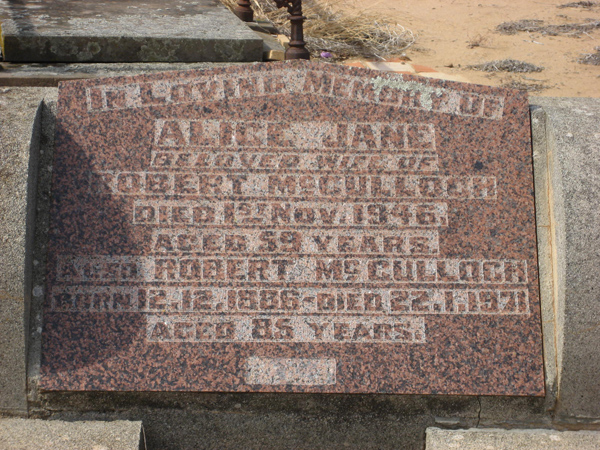 IN LOVING MEMORY OF
ALICE JANE
BELOVED WIFE OF
ROBERT McCULLOCH
DIED 1ST NOV. 1946.
AGED 59 YEARS.
ALSO ROBERT McCULLOCH
BORN 12.12.1886-DIED 22.1.1971
AGED 85 YEARS.